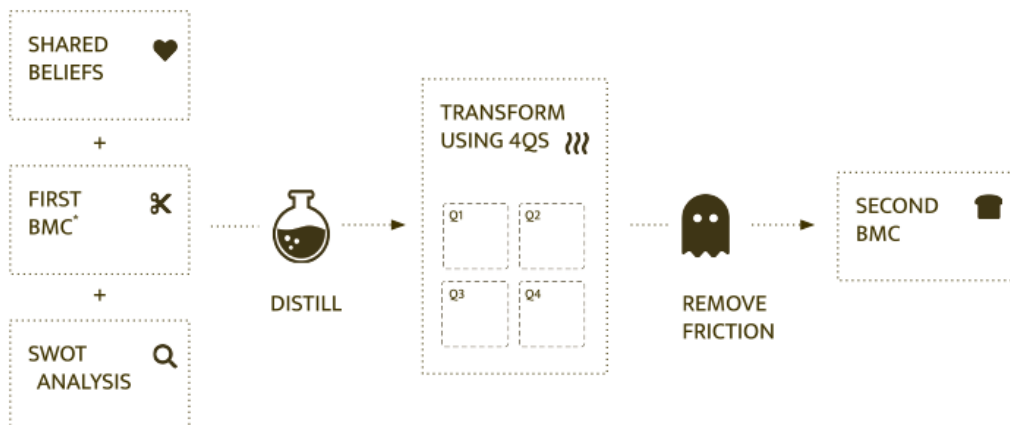 SHARED
BELIEFS
+
FIRST
BMC*
+
SWOT
ANALYSIS
DISTILL
TRANSFORM
USING 4QS
Q1
Q2
Q3
Q4
REMOVE
FRICTION
SECOND
BMC